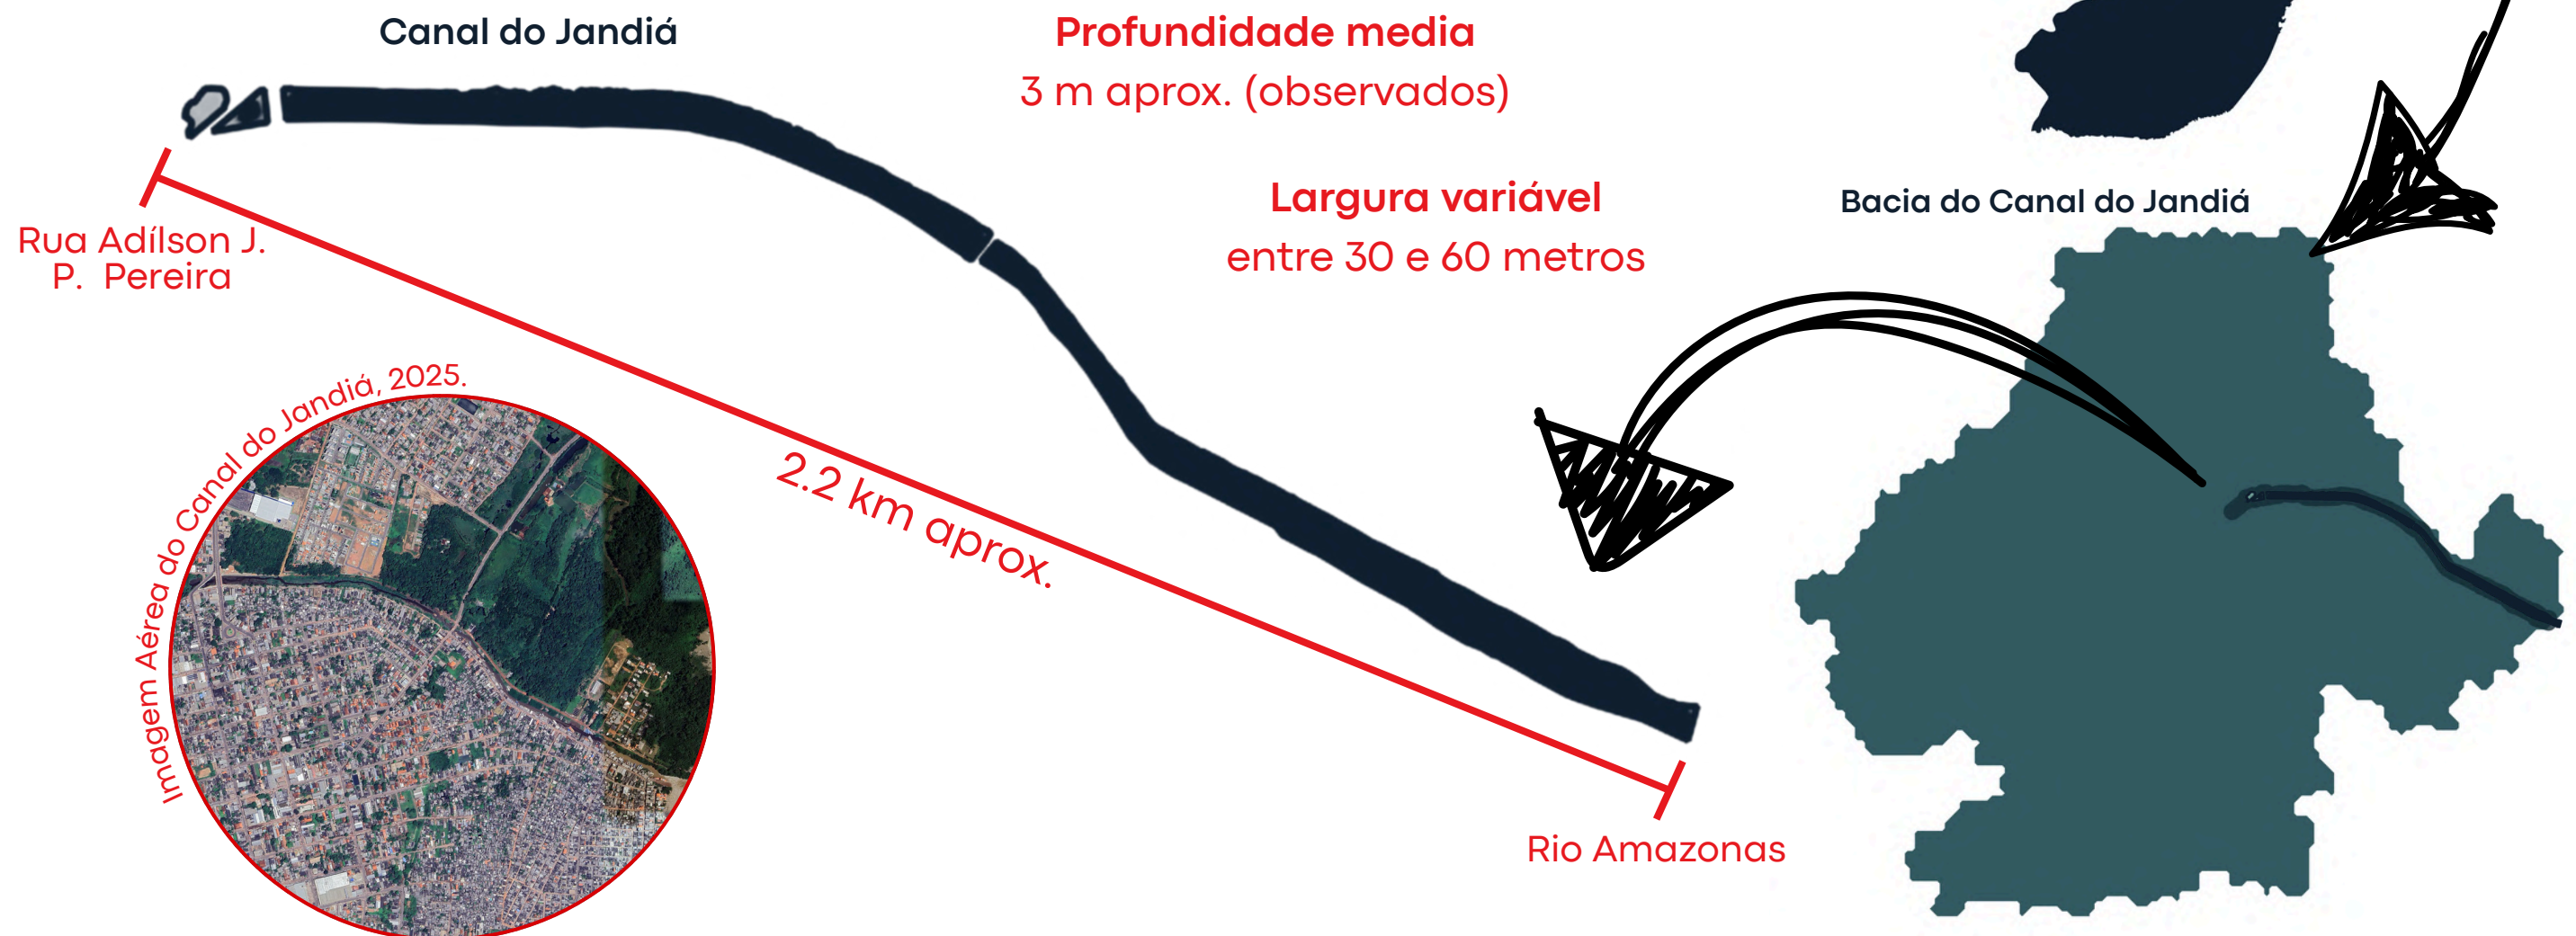 Canal do Jandiá
Profundidade media
3 m aprox. (observados)
Largura variável
entre 30 e 60 metros
Bacia do Canal do Jandiá
Rua Adílson J.
P. Pereira
2.2 km aprox.
Imagem Aérea do Canal do Jandiá, 2025.
Rio Amazonas